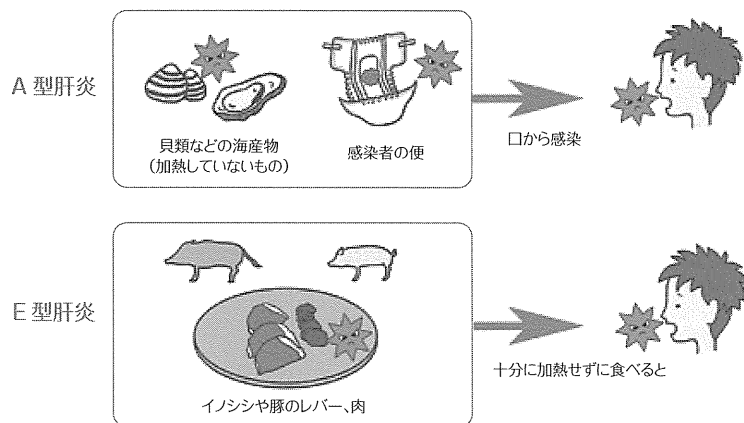 A型肝炎
貝類などの海産物
（加熱していないもの）
感染者の便
口から感染
E型肝炎
イノシシや豚のレバー、肉
十分に加熱せずに食べると